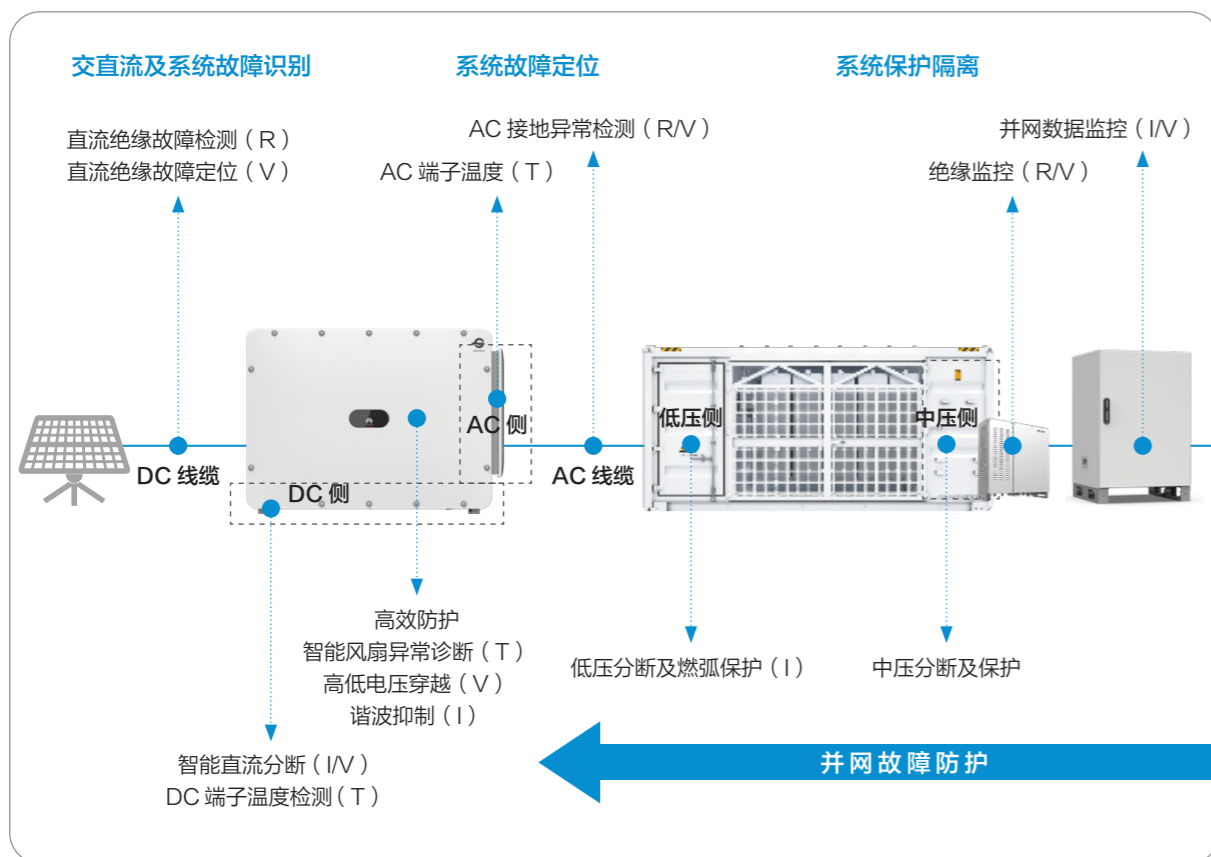 交直流及系统故障识别
系统故障定位
系统保护隔离
直流绝缘故障检测（R）
直流绝缘故障定位（V）
AC 接地异常检测（R/V）
AC 端子温度（T）
并网数据监控（I/V）
绝缘监控（R/V）
DC 线缆
AC 侧
DC 侧
AC 线缆
低压侧
中压侧
高效防护
智能风扇异常诊断（T）
高低电压穿越（V）
谐波抑制（I）
低压分断及燃弧保护（I）
中压分断及保护
智能直流分断（I/V）
DC 端子温度检测（T）
并网故障防护